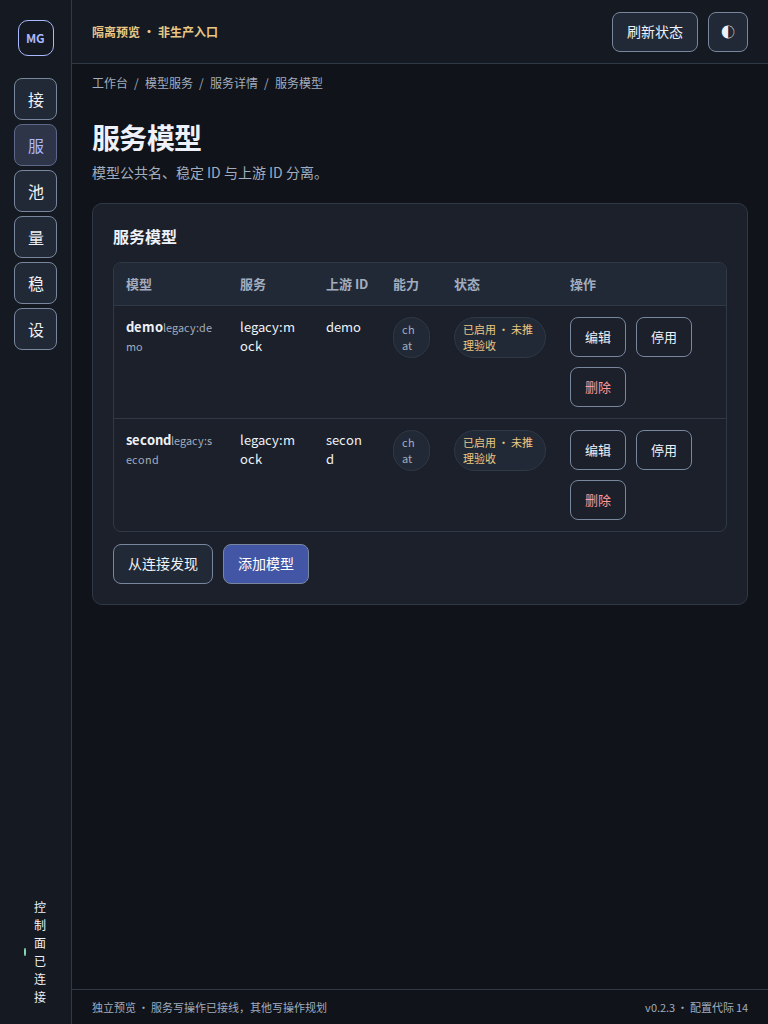 MG
接
服
池
量
稳
设
控
制
面
已
连
接
隔离预览 · 非生产入口
刷新状态
工作台 / 模型服务 / 服务详情 / 服务模型
服务模型
模型公共名、稳定 ID 与上游 ID 分离。
服务模型
模型 服务 上游 ID 能力 状态 操作
demolegacy:de
mo
legacy:m
ock
demo
ch
at
已启用 · 未推
理验收
编辑 停用
删除
secondlegacy:s
econd
legacy:m
ock
secon
d
ch
at
已启用 · 未推
理验收
编辑 停用
删除
从连接发现 添加模型
独立预览 · 服务写操作已接线，其他写操作规划
v0.2.3 · 配置代际 14